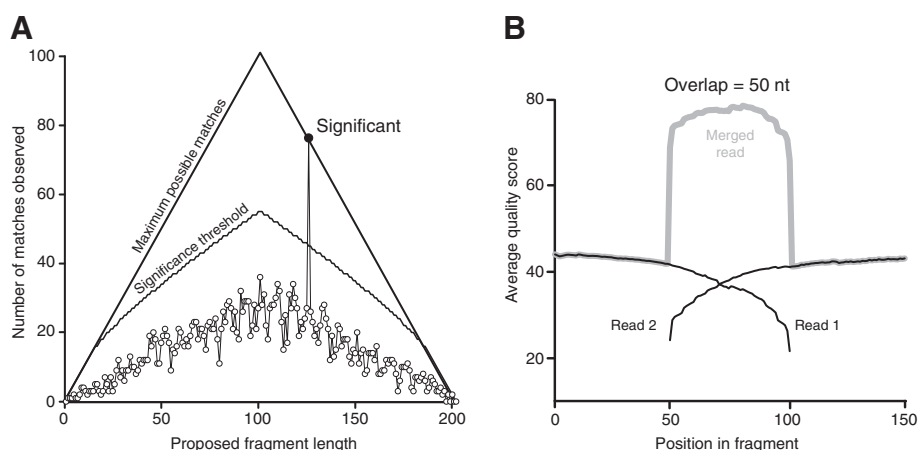 A
Number of matches observed
100
80
60
40
20
0
Maximum possible matches
Significance threshold
Significant
0
50
100
150
200
Proposed fragment length
B
Overlap = 50 nt
Average quality score
80
60
40
20
Merged
read
Read 2
Read 1
0
50
100
150
Position in fragment